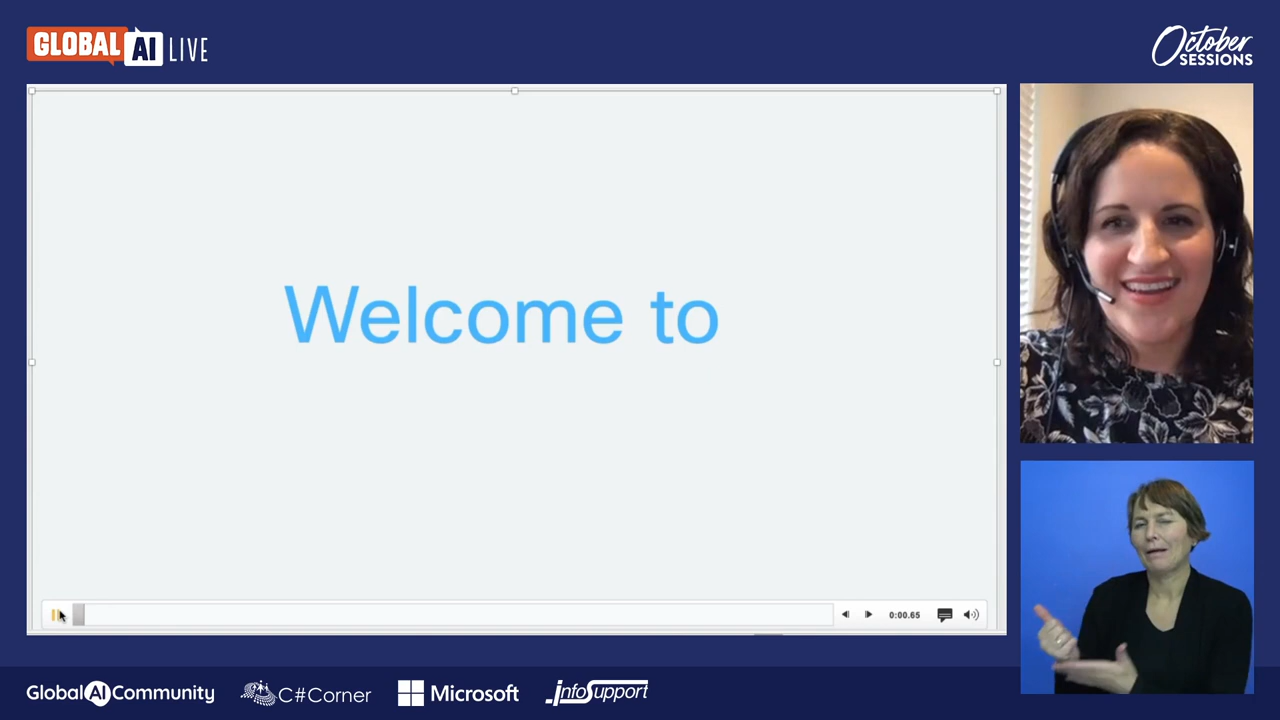 GLOBAL AI LIVE
October
SESSIONS
Welcome to
0:00.65
Global AI Community
C#Corner
Microsoft
InfoSupport